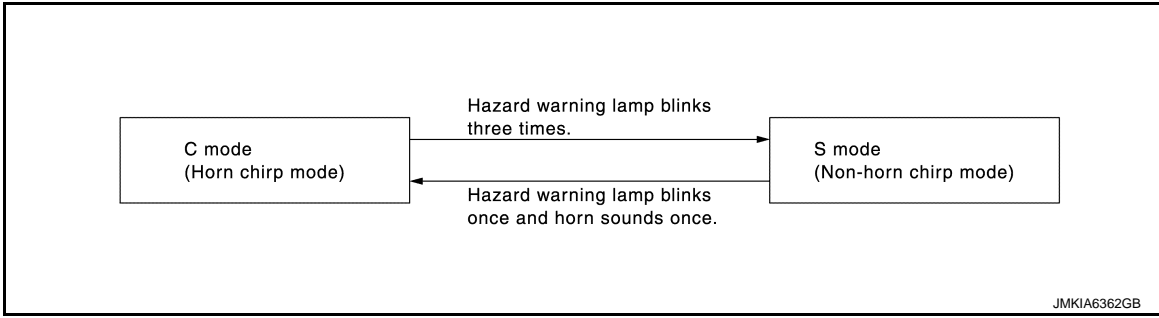 Hazard warning lamp blinks
three times.
C mode
(Horn chirp mode)
S mode
(Non-horn chirp mode)
Hazard warning lamp blinks
once and horn sounds once.
JMKIA6362GB